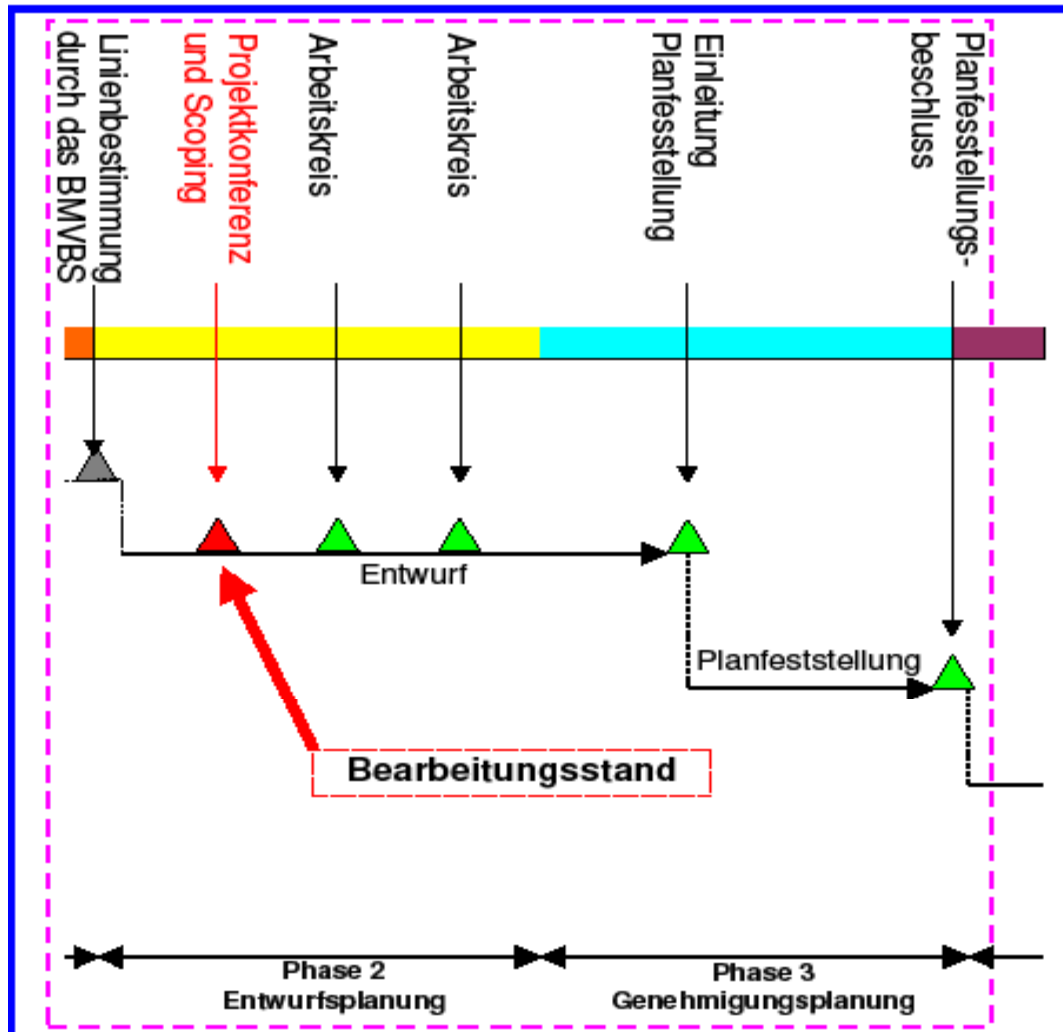 Linienbestimmung
durch das BMVBS
Projektkonferenz
und Scoping
Arbeitskreis
Arbeitskreis
Einleitung
Planfesstellung
Planfesstellungs-
beschluss
Entwurf
Planfeststellung
Bearbeitungsstand
Phase 2
Entwurfsplanung
Phase 3
Genehmigungsplanung